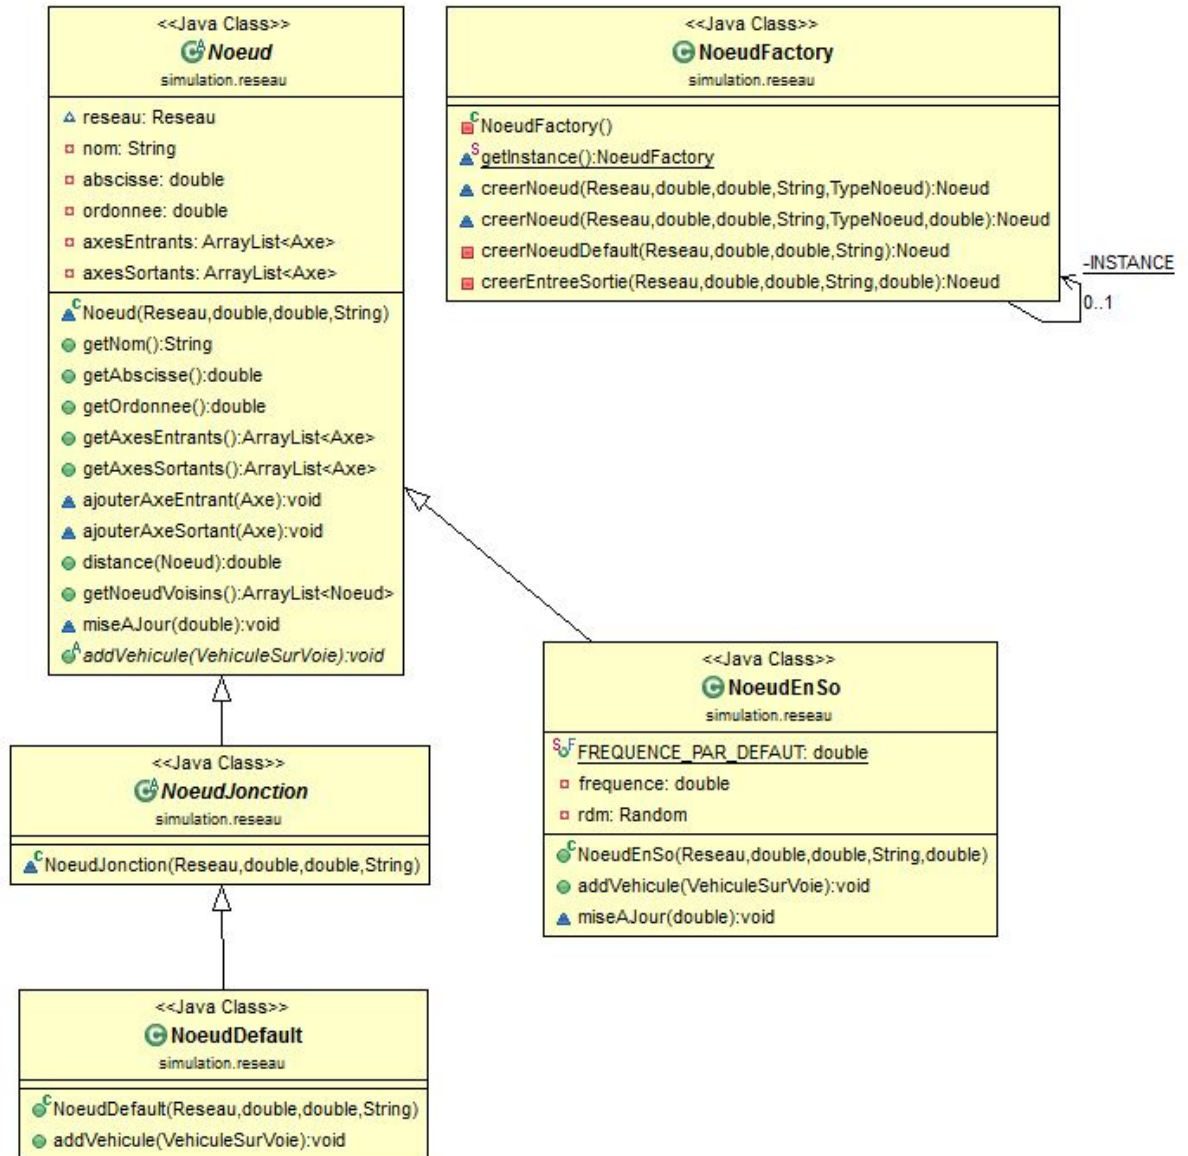 <<Java Class>>
Noeud
simulation.reseau
reseau: Reseau
nom: String
abscisse: double
ordonnee: double
axesEntrants: ArrayList<Axe>
axesSortants: ArrayList<Axe>
Noeud(Reseau,double,double,String)
getNom():String
getAbscisse():double
getOrdonnee():double
getAxesEntrants():ArrayList<Axe>
getAxesSortants():ArrayList<Axe>
ajouterAxeEntrant(Axe):void
ajouterAxeSortant(Axe):void
distance(Noeud):double
getNoeudVoisins():ArrayList<Noeud>
miseAJour(double):void
addVehicule(VehiculeSurVoie):void
<<Java Class>>
NoeudFactory
simulation.reseau
NoeudFactory()
getInstance():NoeudFactory
creerNoeud(Reseau,double,double,String,TypeNoeud):Noeud
creerNoeud(Reseau,double,double,String,TypeNoeud,double):Noeud
creerNoeudDefault(Reseau,double,double,String):Noeud
creerEntreeSortie(Reseau,double,double,String,double):Noeud
-INSTANCE
0..1
<<Java Class>>
NoeudEnSo
simulation.reseau
FREQUENCE_PAR_DEFAUT: double
frequence: double
rdm: Random
NoeudEnSo(Reseau,double,double,String,double)
addVehicule(VehiculeSurVoie):void
miseAJour(double):void
<<Java Class>>
NoeudJonction
simulation.reseau
NoeudJonction(Reseau,double,double,String)
<<Java Class>>
NoeudDefault
simulation.reseau
NoeudDefault(Reseau,double,double,String)
addVehicule(VehiculeSurVoie):void